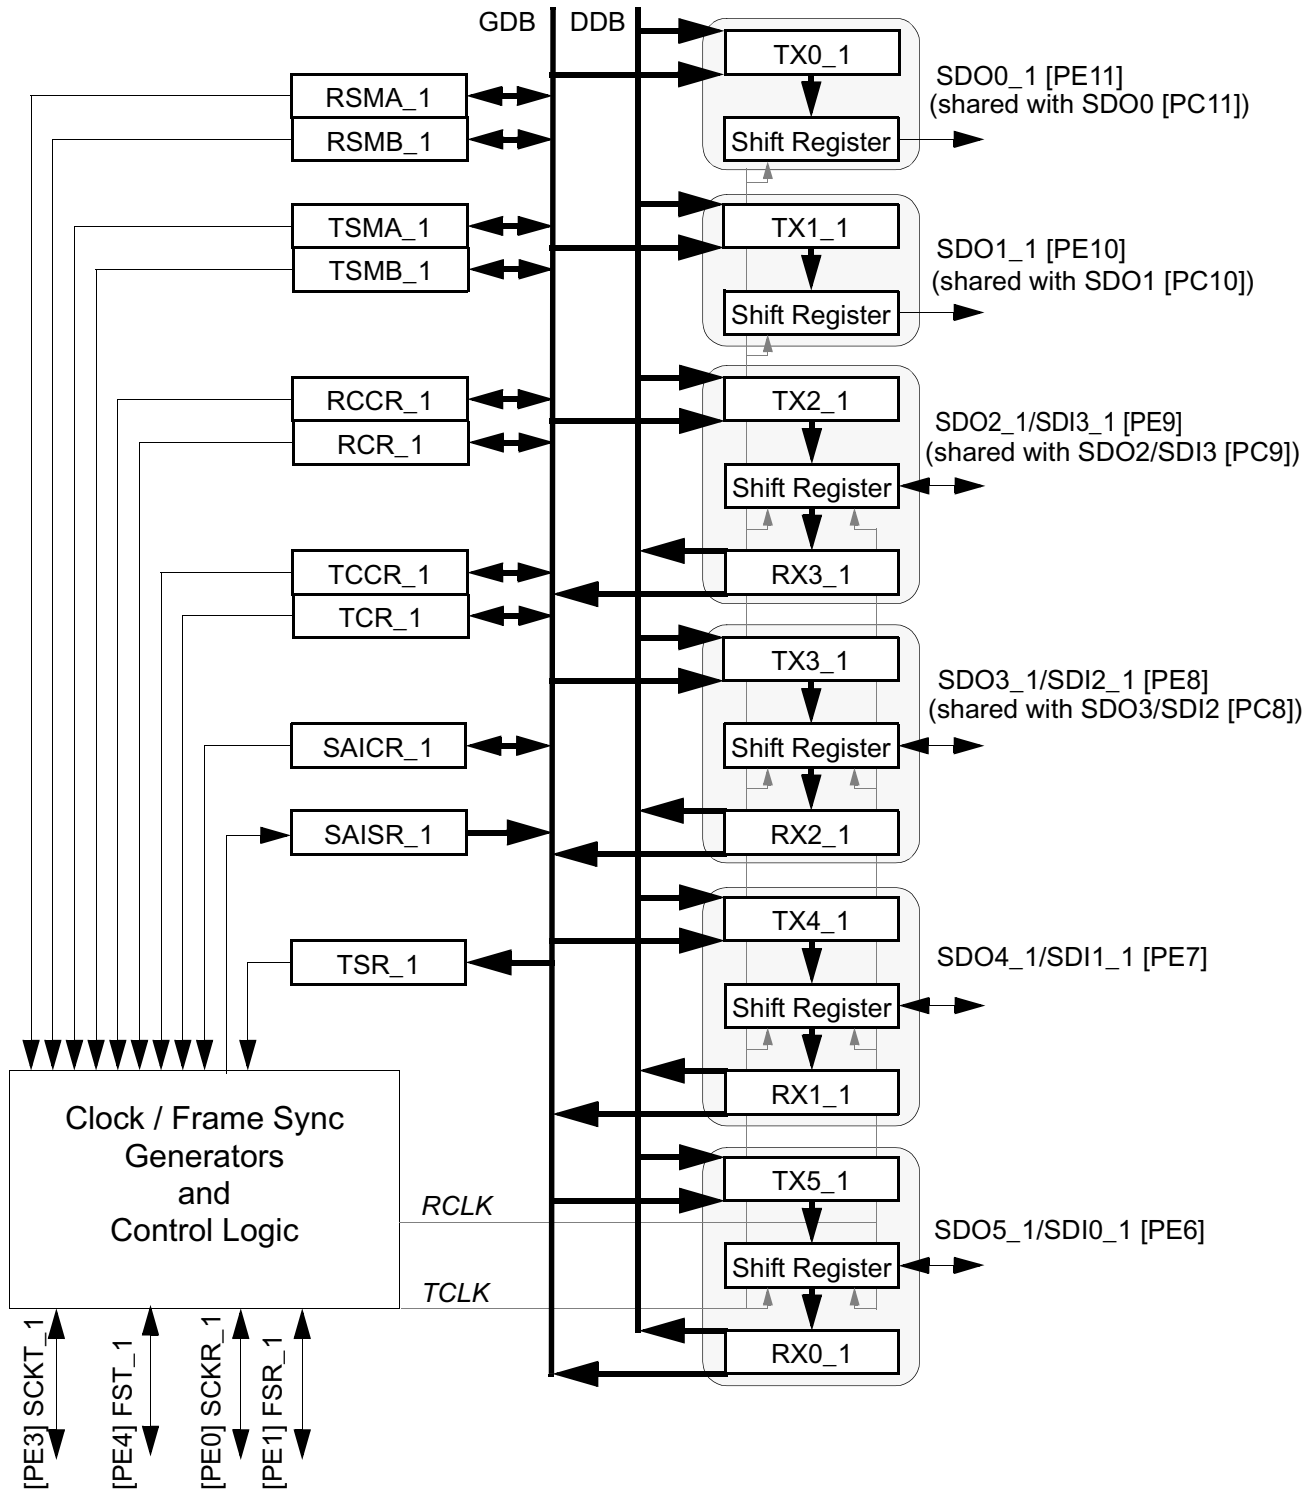 GDB
DDB
RSMA_1
RSMB_1
TSMA_1
TSMB_1
RCCR_1
RCR_1
TCCR_1
TCR_1
SAICR_1
SAISR_1
TSR_1
Clock / Frame Sync
Generators
and
Control Logic
RCLK
TCLK
[PE3] SCKT_1
[PE4] FST_1
[PE0] SCKR_1
[PE1] FSR_1
TX0_1
Shift Register
SDO0_1 [PE11]
(shared with SDO0 [PC11])
TX1_1
Shift Register
SDO1_1 [PE10]
(shared with SDO1 [PC10])
TX2_1
Shift Register
RX3_1
SDO2_1/SDI3_1 [PE9]
(shared with SDO2/SDI3 [PC9])
TX3_1
Shift Register
RX2_1
SDO3_1/SDI2_1 [PE8]
(shared with SDO3/SDI2 [PC8])
TX4_1
Shift Register
RX1_1
SDO4_1/SDI1_1 [PE7]
TX5_1
Shift Register
RX0_1
SDO5_1/SDI0_1 [PE6]